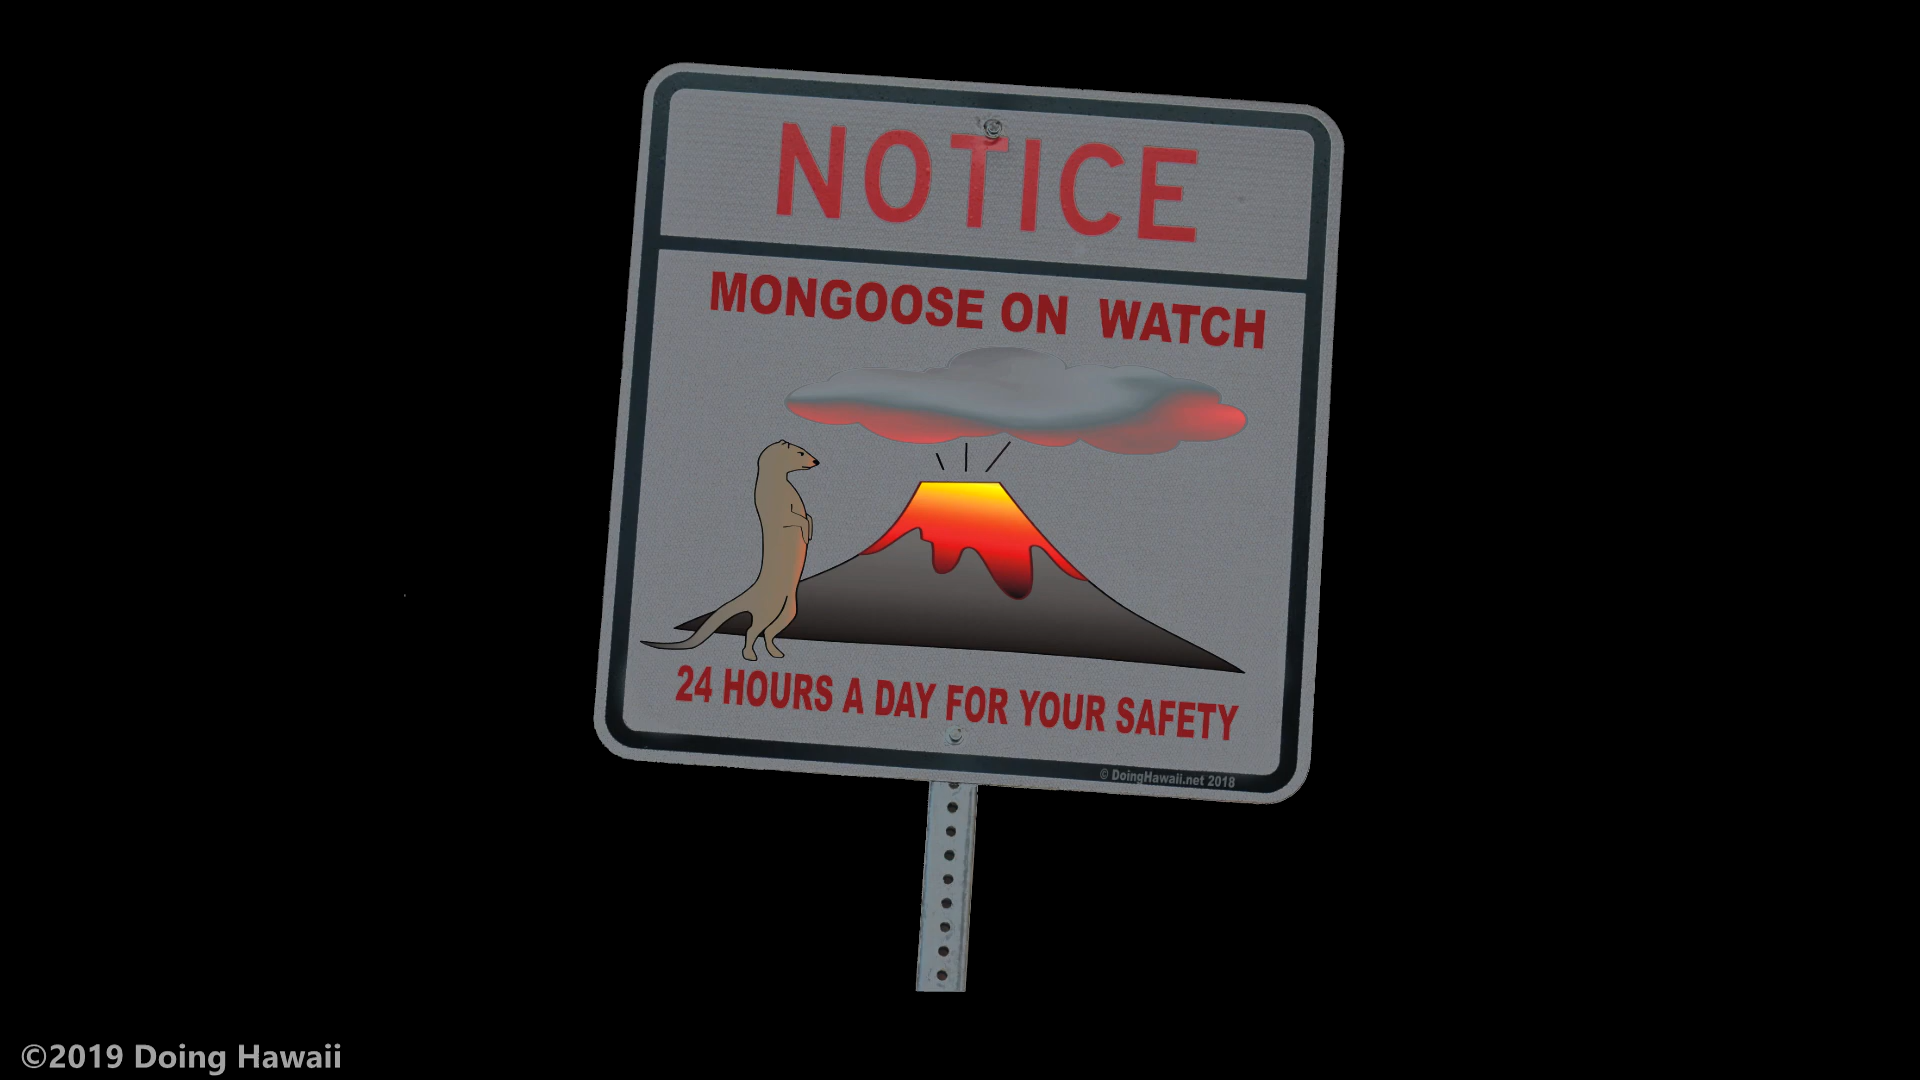 NOTICE
MONGOOSE ON WATCH
24 HOURS A DAY FOR YOUR SAFETY
© DoingHawaii.net 2018
©2019 Doing Hawaii